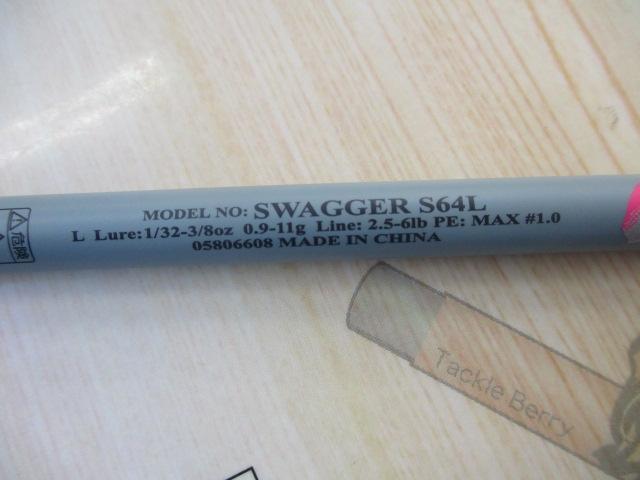 MODEL NO: SWAGGER S64L
L Lure:1/32-3/8oz 0.9-11g Line: 2.5-6lb PE: MAX #1.0
05806608 MADE IN CHINA
危険
Tackle Berry